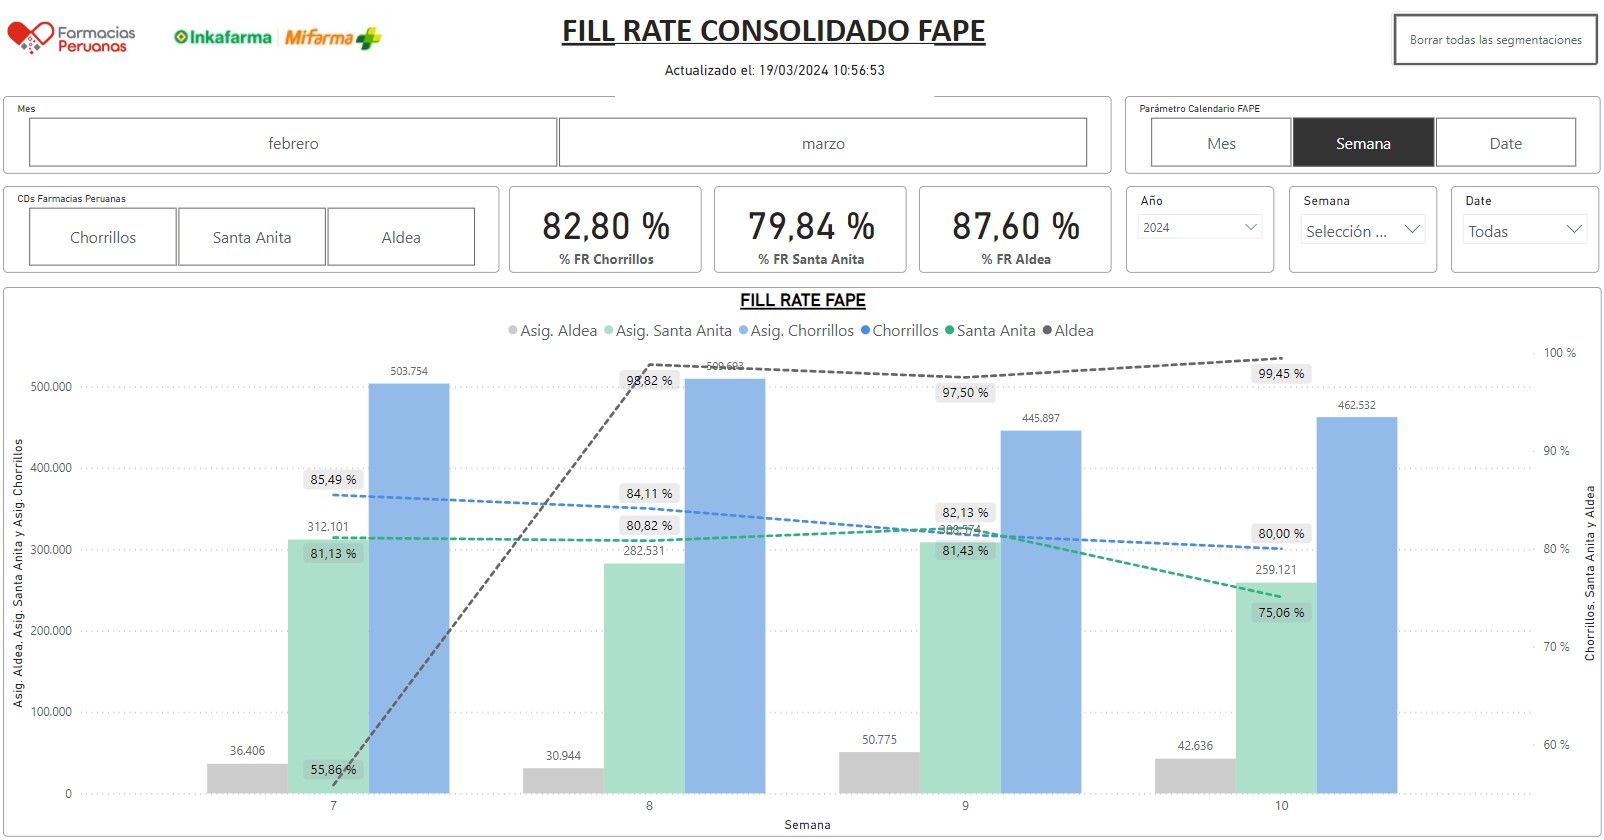 Farmacias
Peruanas
Inkafarma
Mifarma
FILL RATE CONSOLIDADO FAPE
Actualizado el: 19/03/2024 10:56:53
Borrar todas las segmentaciones
Mes
febrero
marzo
Parámetro Calendario FAPE
Mes
Semana
Date
CDs Farmacias Peruanas
Chorrillos
Santa Anita
Aldea
82,80 %
% FR Chorrillos
79,84 %
% FR Santa Anita
87,60 %
% FR Aldea
Año
2024
Semana
Selección ...
Date
Todas
FILL RATE FAPE
Asig. Aldea
Asig. Santa Anita
Asig. Chorrillos
Chorrillos
Santa Anita
Aldea
Asig. Aldea, Asig. Santa Anita y Asig. Chorrillos
500.000
400.000
300.000
200.000
100.000
0
503.754
85,49 %
312.101
81,13 %
36.406
55,86 %
98,82 %
509.693
84,11 %
80,82 %
282.531
30.944
97,50 %
445.897
82,13 %
81,43 %
50.775
99,45 %
462.532
80,00 %
259.121
75,06 %
42.636
100 %
90 %
80 %
70 %
60 %
Chorrillos, Santa Anita y Aldea
7
8
9
10
Semana